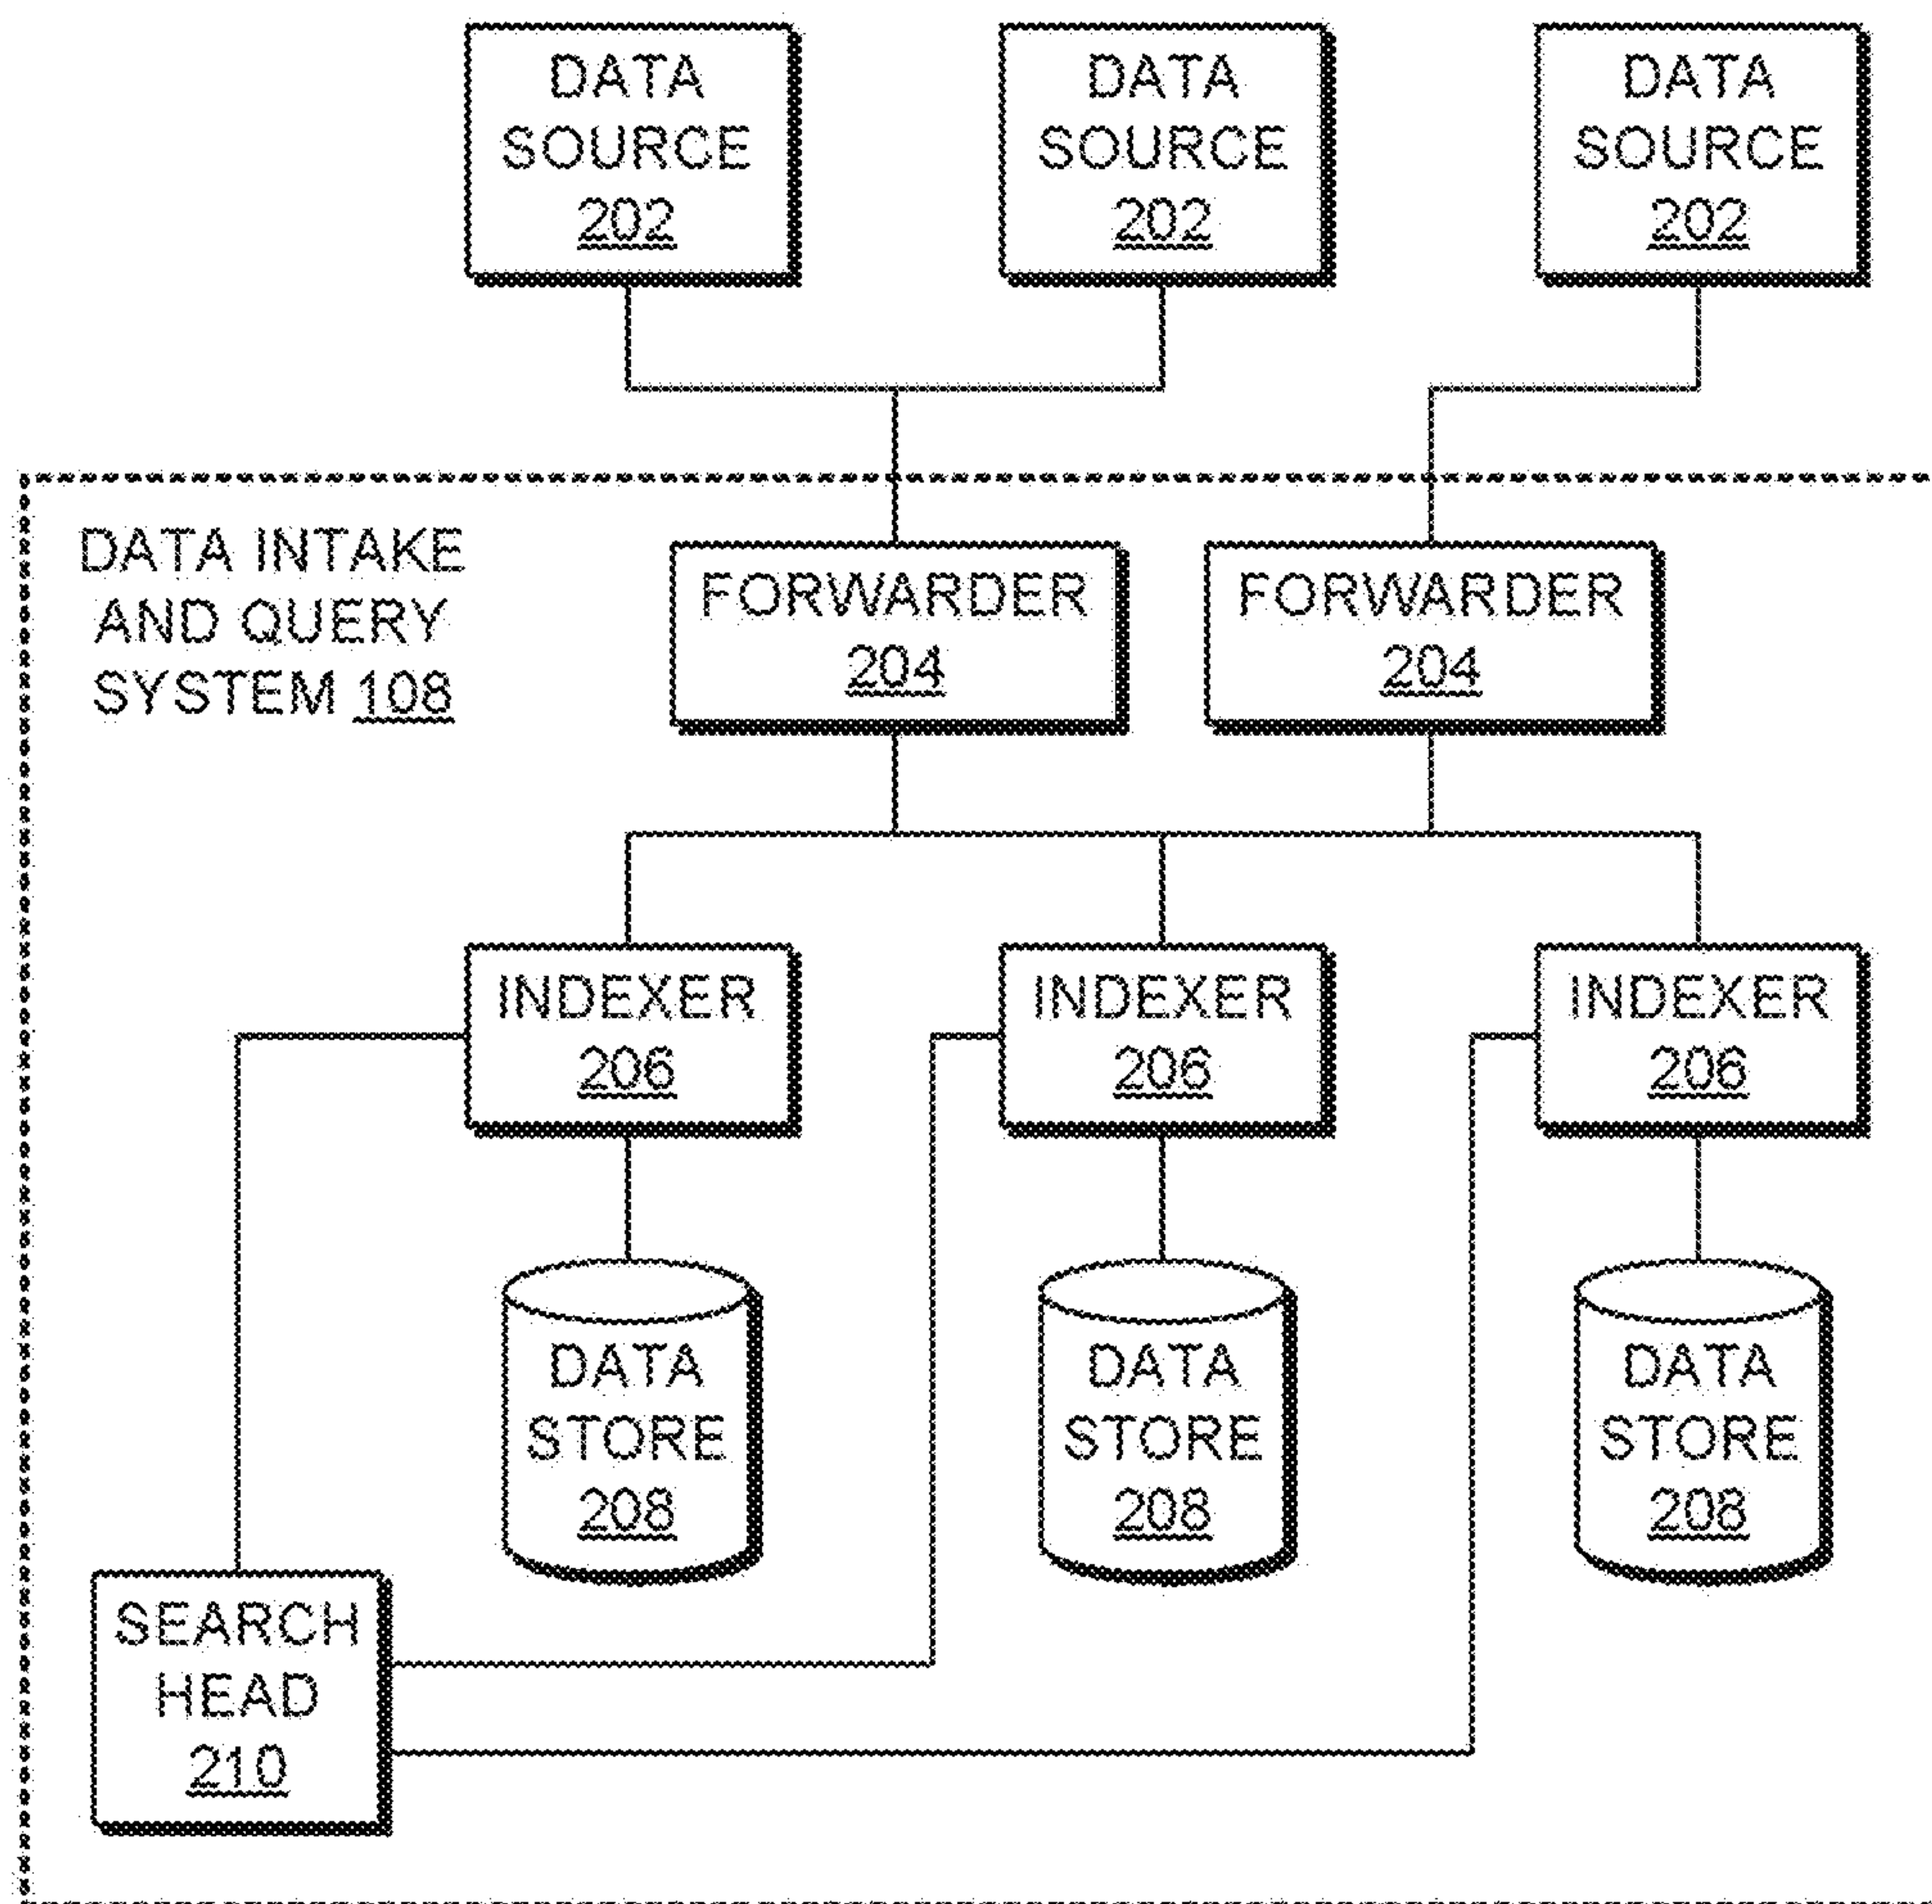 DATA
SOURCE
202
DATA
SOURCE
202
DATA
SOURCE
202
DATA INTAKE
AND QUERY
SYSTEM 108
FORWARDER
204
FORWARDER
204
INDEXER
206
INDEXER
206
INDEXER
206
DATA
STORE
208
DATA
STORE
208
DATA
STORE
208
SEARCH
HEAD
210